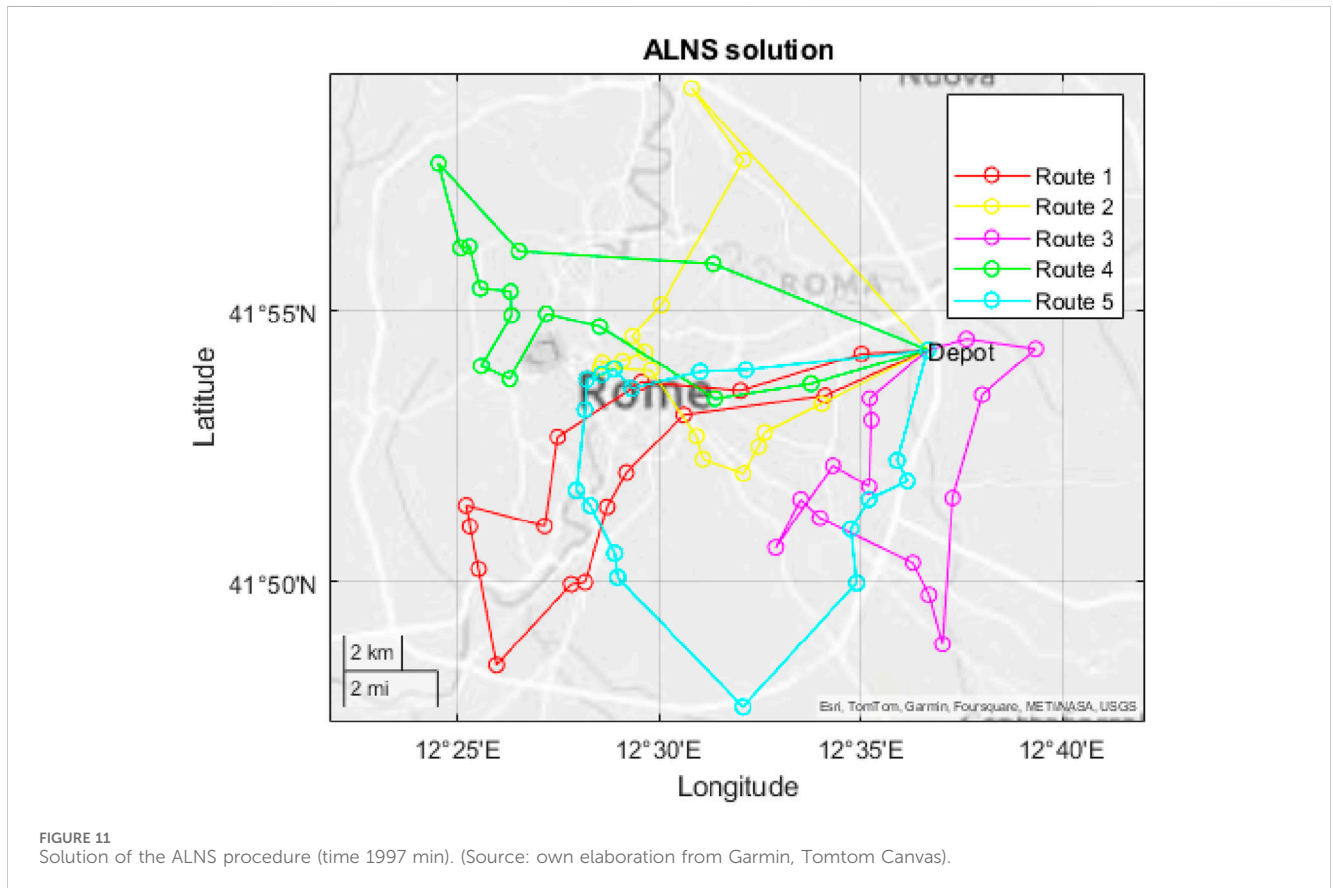 ALNS solution
Nuova
Route 1
Route 2
Route 3
Route 4
Route 5
ROMA
41°55'N
Depot
Rome
Latitude
41°50'N
2 km
2 mi
Esri, TomTom, Garmin, Foursquare, METI/NASA, USGS
12°25'E
12°30'E
12°35'E
12°40'E
Longitude
FIGURE 11
Solution of the ALNS procedure (time 1997 min). (Source: own elaboration from Garmin, Tomtom Canvas).